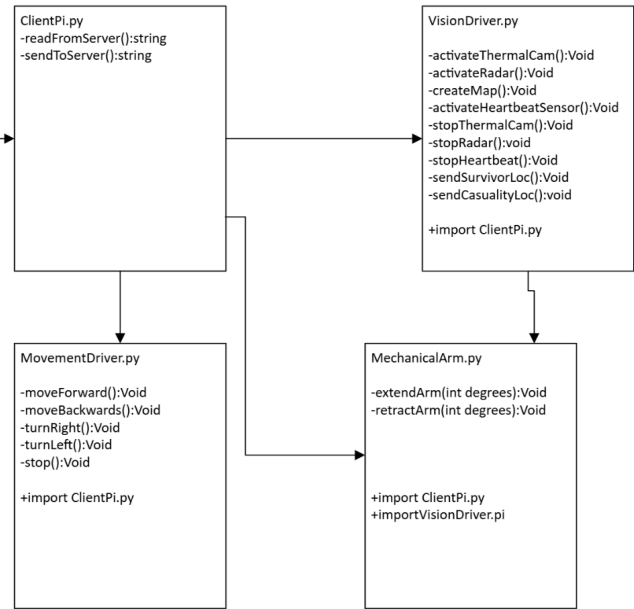 ClientPi.py
-readFromServer():string
-sendToServer():string
VisionDriver.py
-activateThermalCam():Void
-activateRadar():Void
-createMap():Void
-activateHeartbeatSensor():Void
-stopThermalCam():Void
-stopRadar():void
-stopHeartbeat():Void
-sendSurvivorLoc():Void
-sendCasualityLoc():void
+import ClientPi.py
MovementDriver.py
-moveForward():Void
-moveBackwards():Void
-turnRight():Void
-turnLeft():Void
-stop():Void
+import ClientPi.py
MechanicalArm.py
-extendArm(int degrees):Void
-retractArm(int degrees):Void
+import ClientPi.py
+importVisionDriver.pi